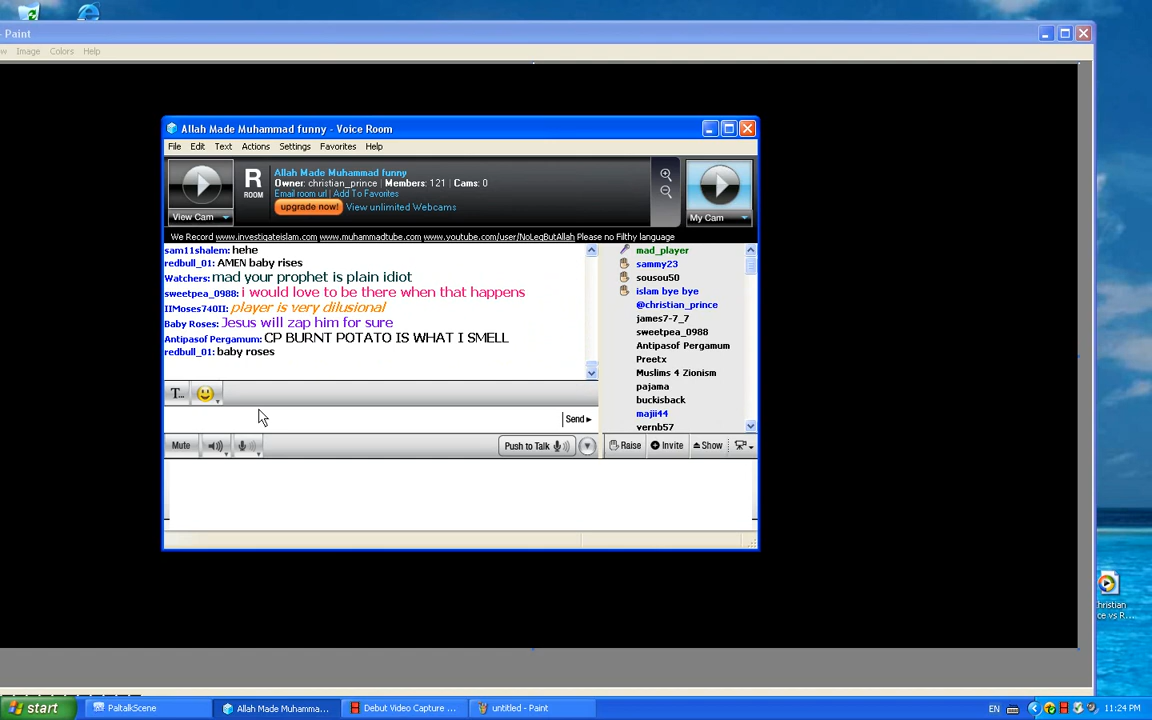 - Paint
w Image Colors Help
Allah Made Muhammad funny - Voice Room
File Edit Text Actions Settings Favorites Help
Allah Made Muhammad funny
R Owner: christian_prince | Members: 121 | Cams: 0
ROOM Email room url | Add To Favorites
upgrade now! View unlimited Webcams
View Cam
My Cam
We Record www.investigateislam.com www.muhammadtube.com www.youtube.com/user/NoLegButAllah Please no Filthy language
sam11shalem: hehe
redbull_01: AMEN baby rises
Watchers: mad your prophet is plain idiot
sweetpea_0988: i would love to be there when that happens
IIMoses740II: player is very dilusional
Baby Roses: Jesus will zap him for sure
Antipasof Pergamum: CP BURNT POTATO IS WHAT I SMELL
redbull_01: baby roses
mad_player
sammy23
sousou50
islam bye bye
@christian_prince
james7-7_7
sweetpea_0988
Antipasof Pergamum
Preetx
Muslims 4 Zionism
pajama
buckisback
majii44
vernb57
T...
Send
Mute
Push to Talk
Raise Invite Show
hristian
ce vs R....
start PaltalkScene Allah Made Muhamma... Debut Video Capture ... untitled - Paint EN 11:24 PM